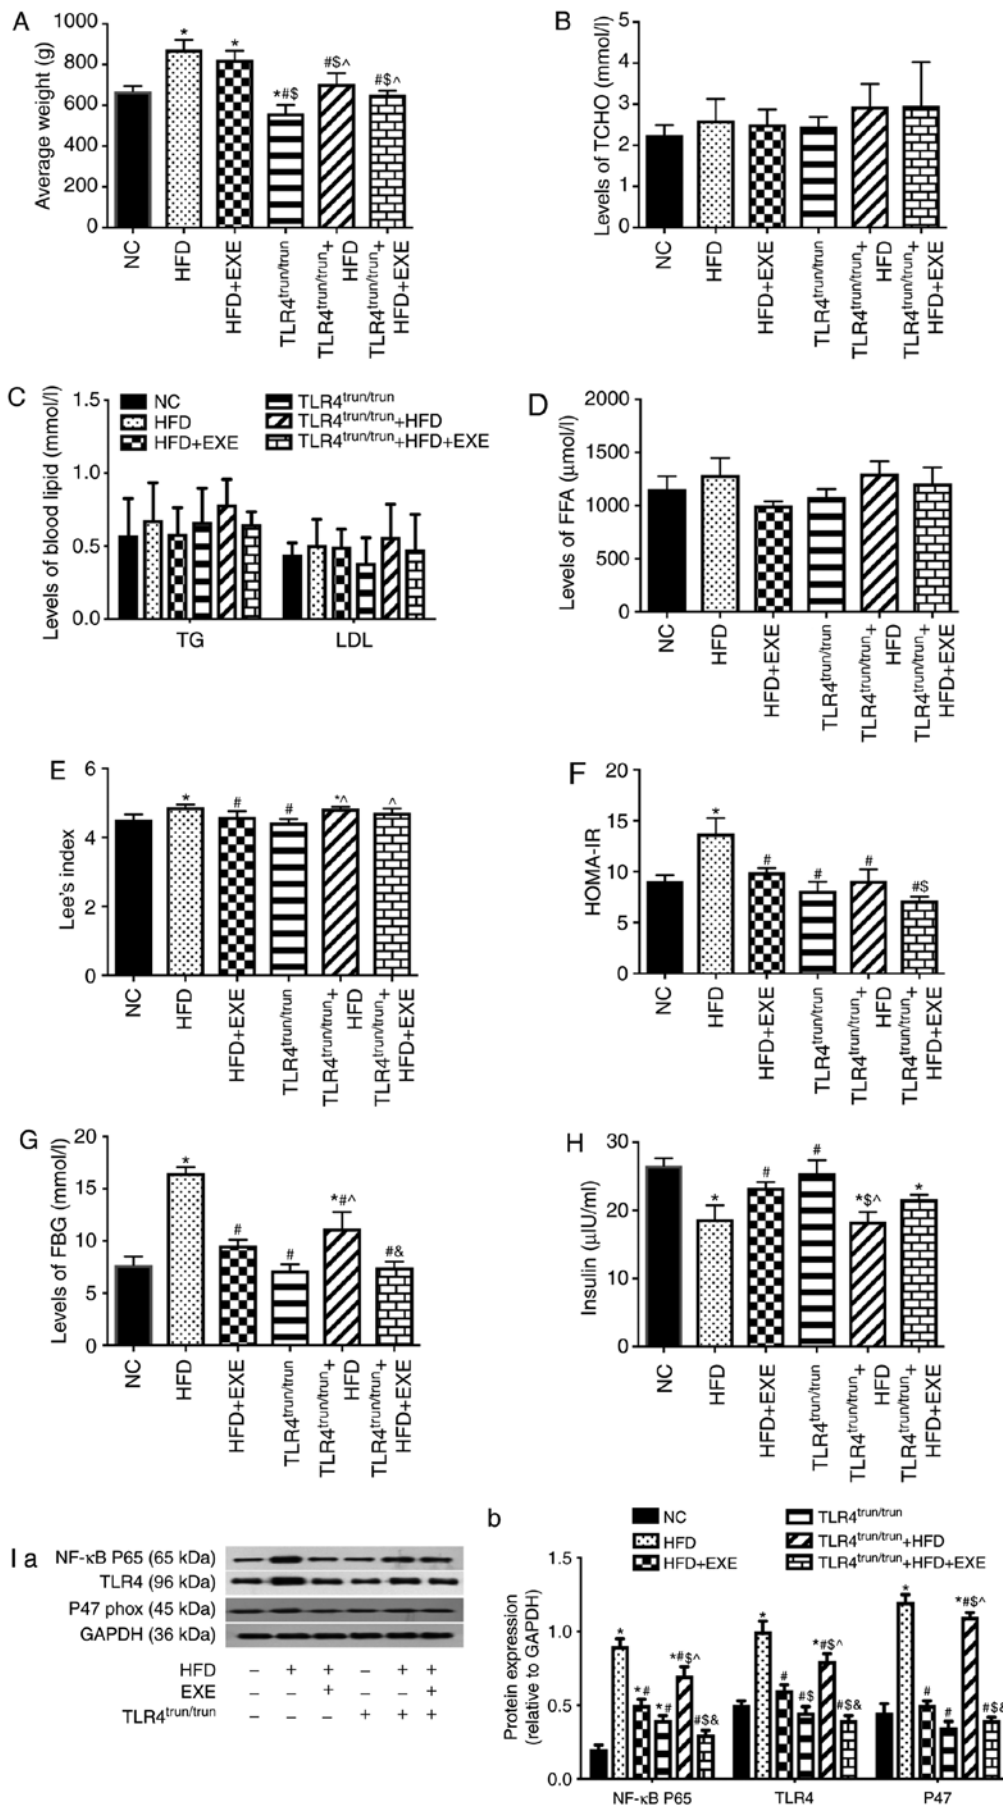 A
Average weight (g)
1000
800
600
400
200
0
*
*
*#$
#$^
#$^
NC
HFD
HFD+EXE
TLR4trun/trun
TLR4trun/trun+
HFD
TLR4trun/trun+
HFD+EXE
B
Levels of TCHO (mmol/l)
5
4
3
2
1
0
NC
HFD
HFD+EXE
TLR4trun/trun
TLR4trun/trun+
HFD
TLR4trun/trun+
HFD+EXE
C
Levels of blood lipid (mmol/l)
1.5
1.0
0.5
0.0
NC
HFD
HFD+EXE
TLR4trun/trun
TLR4trun/trun+HFD
TLR4trun/trun+HFD+EXE
TG
LDL
D
Levels of FFA (μmol/l)
2000
1500
1000
500
0
NC
HFD
HFD+EXE
TLR4trun/trun
TLR4trun/trun+
HFD
TLR4trun/trun+
HFD+EXE
E
Lee's index
6
4
2
0
*
#
#
*^
^
NC
HFD
HFD+EXE
TLR4trun/trun
TLR4trun/trun+
HFD
TLR4trun/trun+
HFD+EXE
F
HOMA-IR
20
15
10
5
0
*
#
#
#
#$
NC
HFD
HFD+EXE
TLR4trun/trun
TLR4trun/trun+
HFD
TLR4trun/trun+
HFD+EXE
G
Levels of FBG (mmol/l)
20
15
10
5
0
*
#
#
*#^
#&
NC
HFD
HFD+EXE
TLR4trun/trun
TLR4trun/trun+
HFD
TLR4trun/trun+
HFD+EXE
H
Insulin (μIU/ml)
30
20
10
0
*
#
#
*$^
*
NC
HFD
HFD+EXE
TLR4trun/trun
TLR4trun/trun+
HFD
TLR4trun/trun+
HFD+EXE
I a
NF-κB P65 (65 kDa)
TLR4 (96 kDa)
P47 phox (45 kDa)
GAPDH (36 kDa)
HFD − + + − + +
EXE − − + − − +
TLR4trun/trun − − − + + +
b
NC
HFD
HFD+EXE
TLR4trun/trun
TLR4trun/trun+HFD
TLR4trun/trun+HFD+EXE
Protein expression
(relative to GAPDH)
1.5
1.0
0.5
0.0
*
*#
*#
*#$^
#$&
*
#
#$
*#$^
#$&
*
#
#
*#$^
#$&
NF-κB P65
TLR4
P47